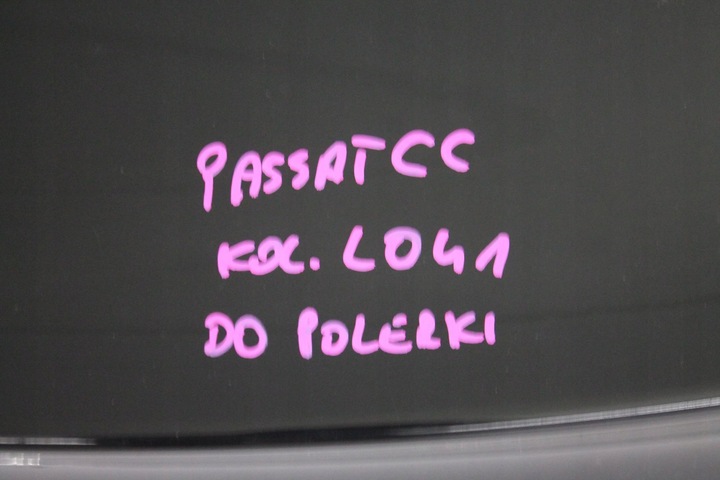 PASSAT CC
KOL. LO41
DO POLERKI